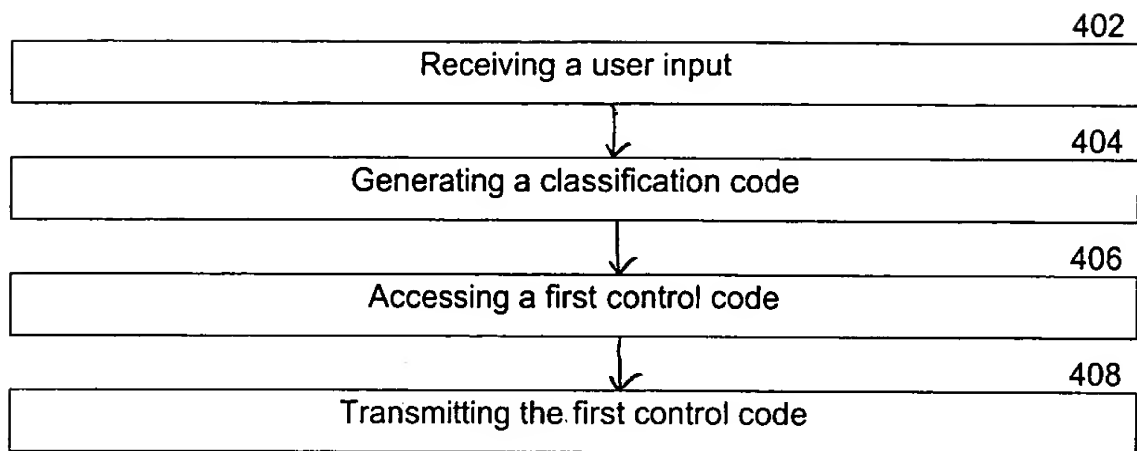 402
Receiving a user input
404
Generating a classification code
406
Accessing a first control code
408
Transmitting the first control code